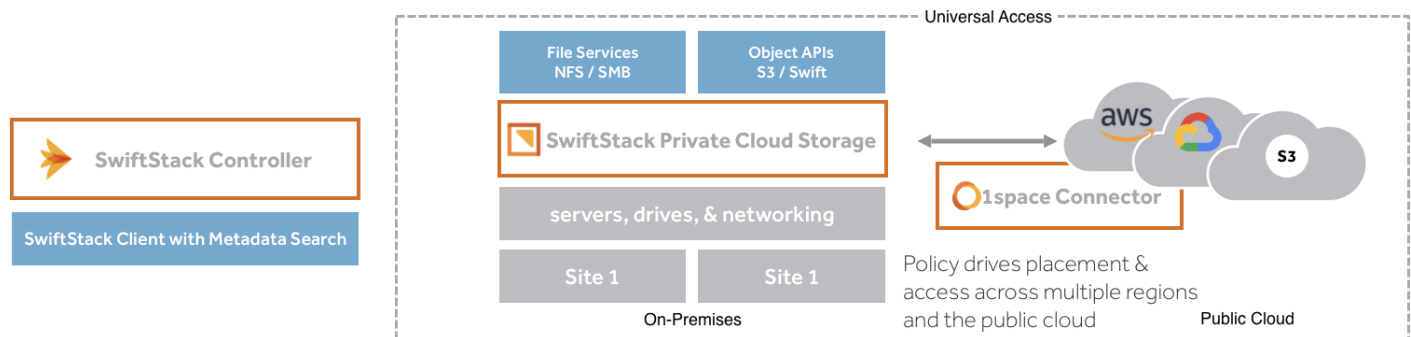 Universal Access
File Services
NFS / SMB
Object APIs
S3 / Swift
SwiftStack Controller
SwiftStack Client with Metadata Search
SwiftStack Private Cloud Storage
servers, drives, & networking
Site 1
Site 1
On-Premises
aws
S3
1space Connector
Policy drives placement &
access across multiple regions
and the public cloud
Public Cloud